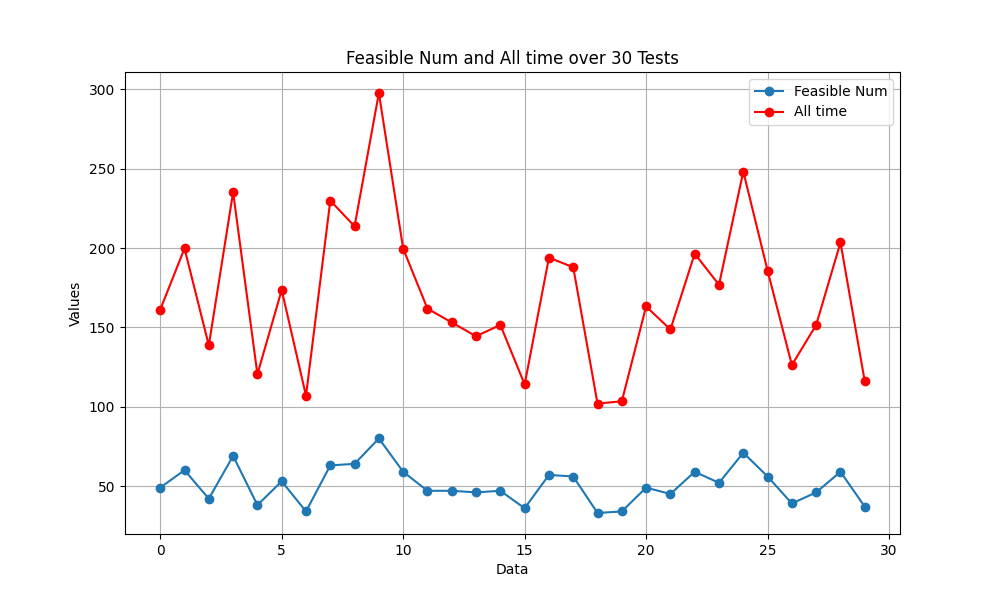 Feasible Num and All time over 30 Tests
Feasible Num
All time
Values
300
250
200
150
100
50
0 5 10 15 20 25 30
Data